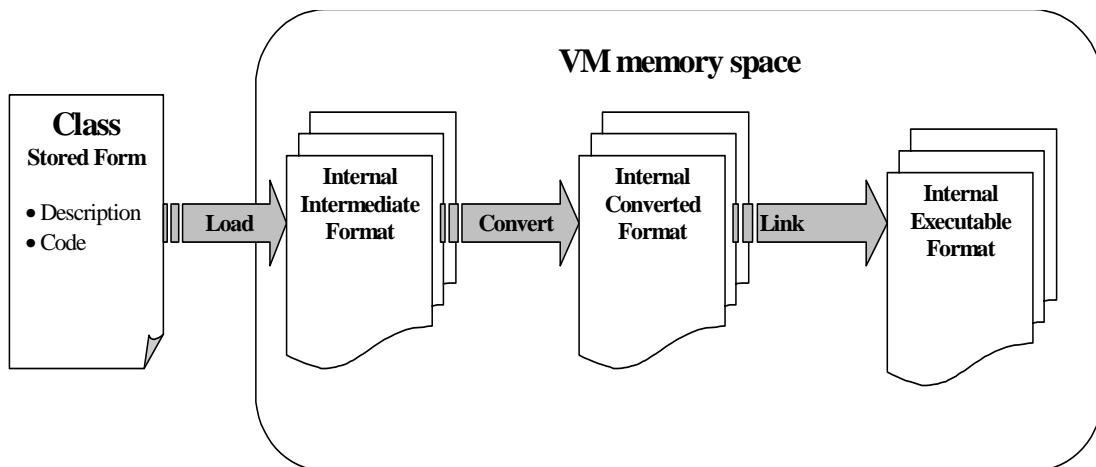 VM memory space
Class
Stored Form
• Description
• Code
Load
Internal
Intermediate
Format
Convert
Internal
Converted
Format
Link
Internal
Executable
Format